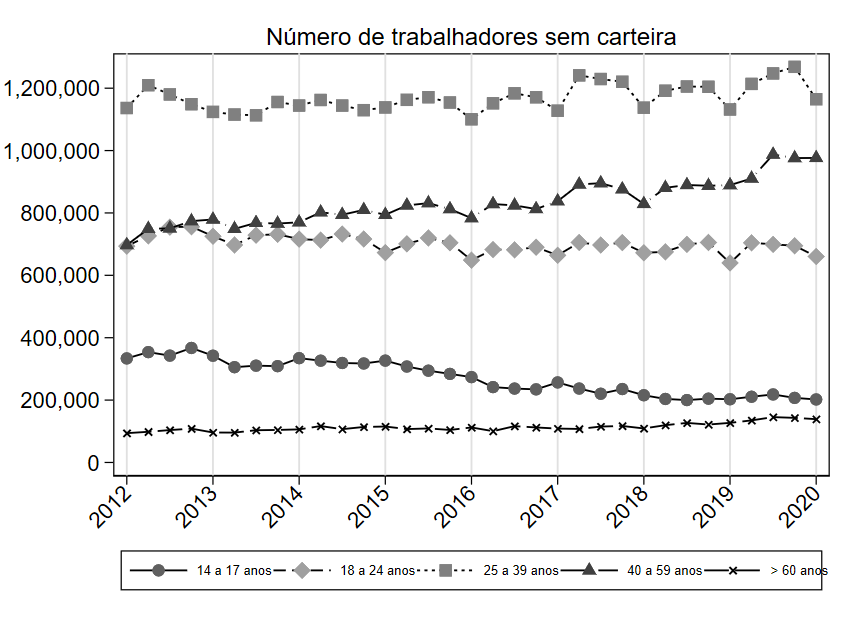 Número de trabalhadores sem carteira
1,200,000
1,000,000
800,000
600,000
400,000
200,000
0
2012 2013 2014 2015 2016 2017 2018 2019 2020
14 a 17 anos 18 a 24 anos 25 a 39 anos 40 a 59 anos > 60 anos